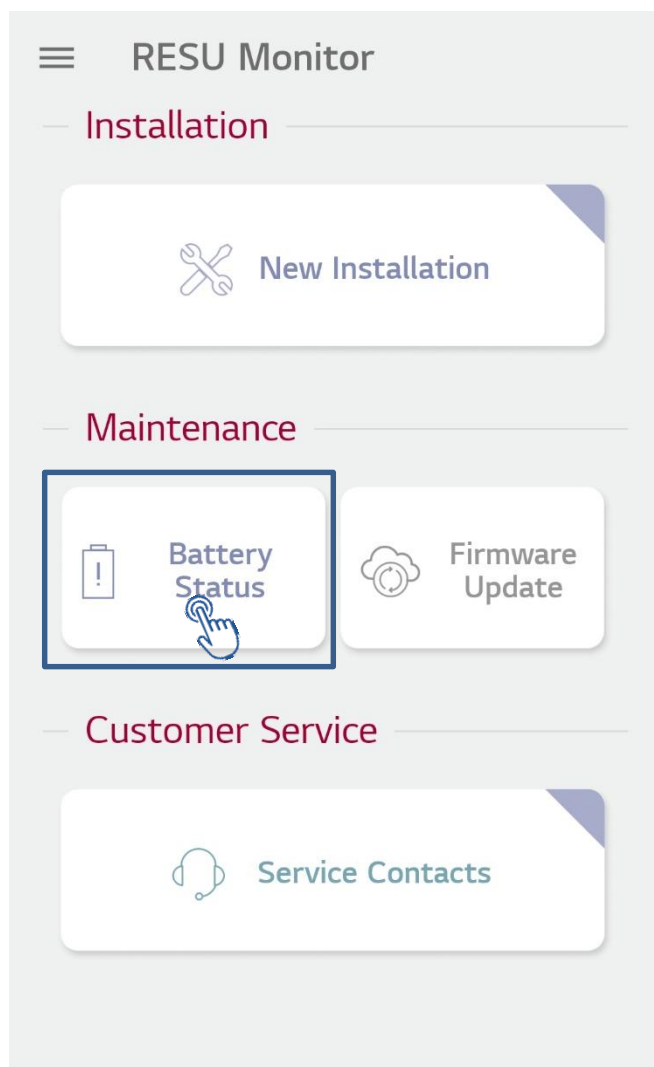 RESU Monitor
Installation
New Installation
Maintenance
Battery
Status
Firmware
Update
Customer Service
Service Contacts